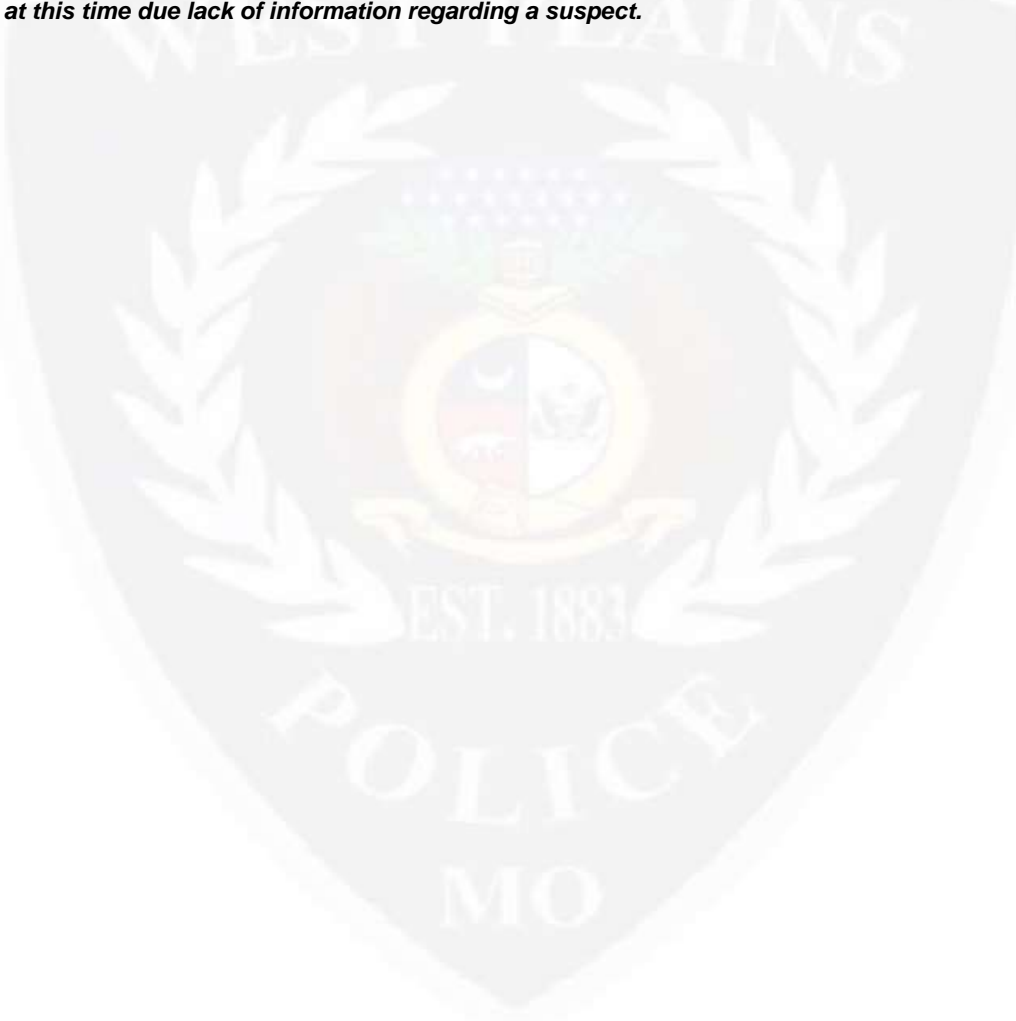 at this time due lack of information regarding a suspect.
WEST PLAINS
EST. 1883
POLICE
MO